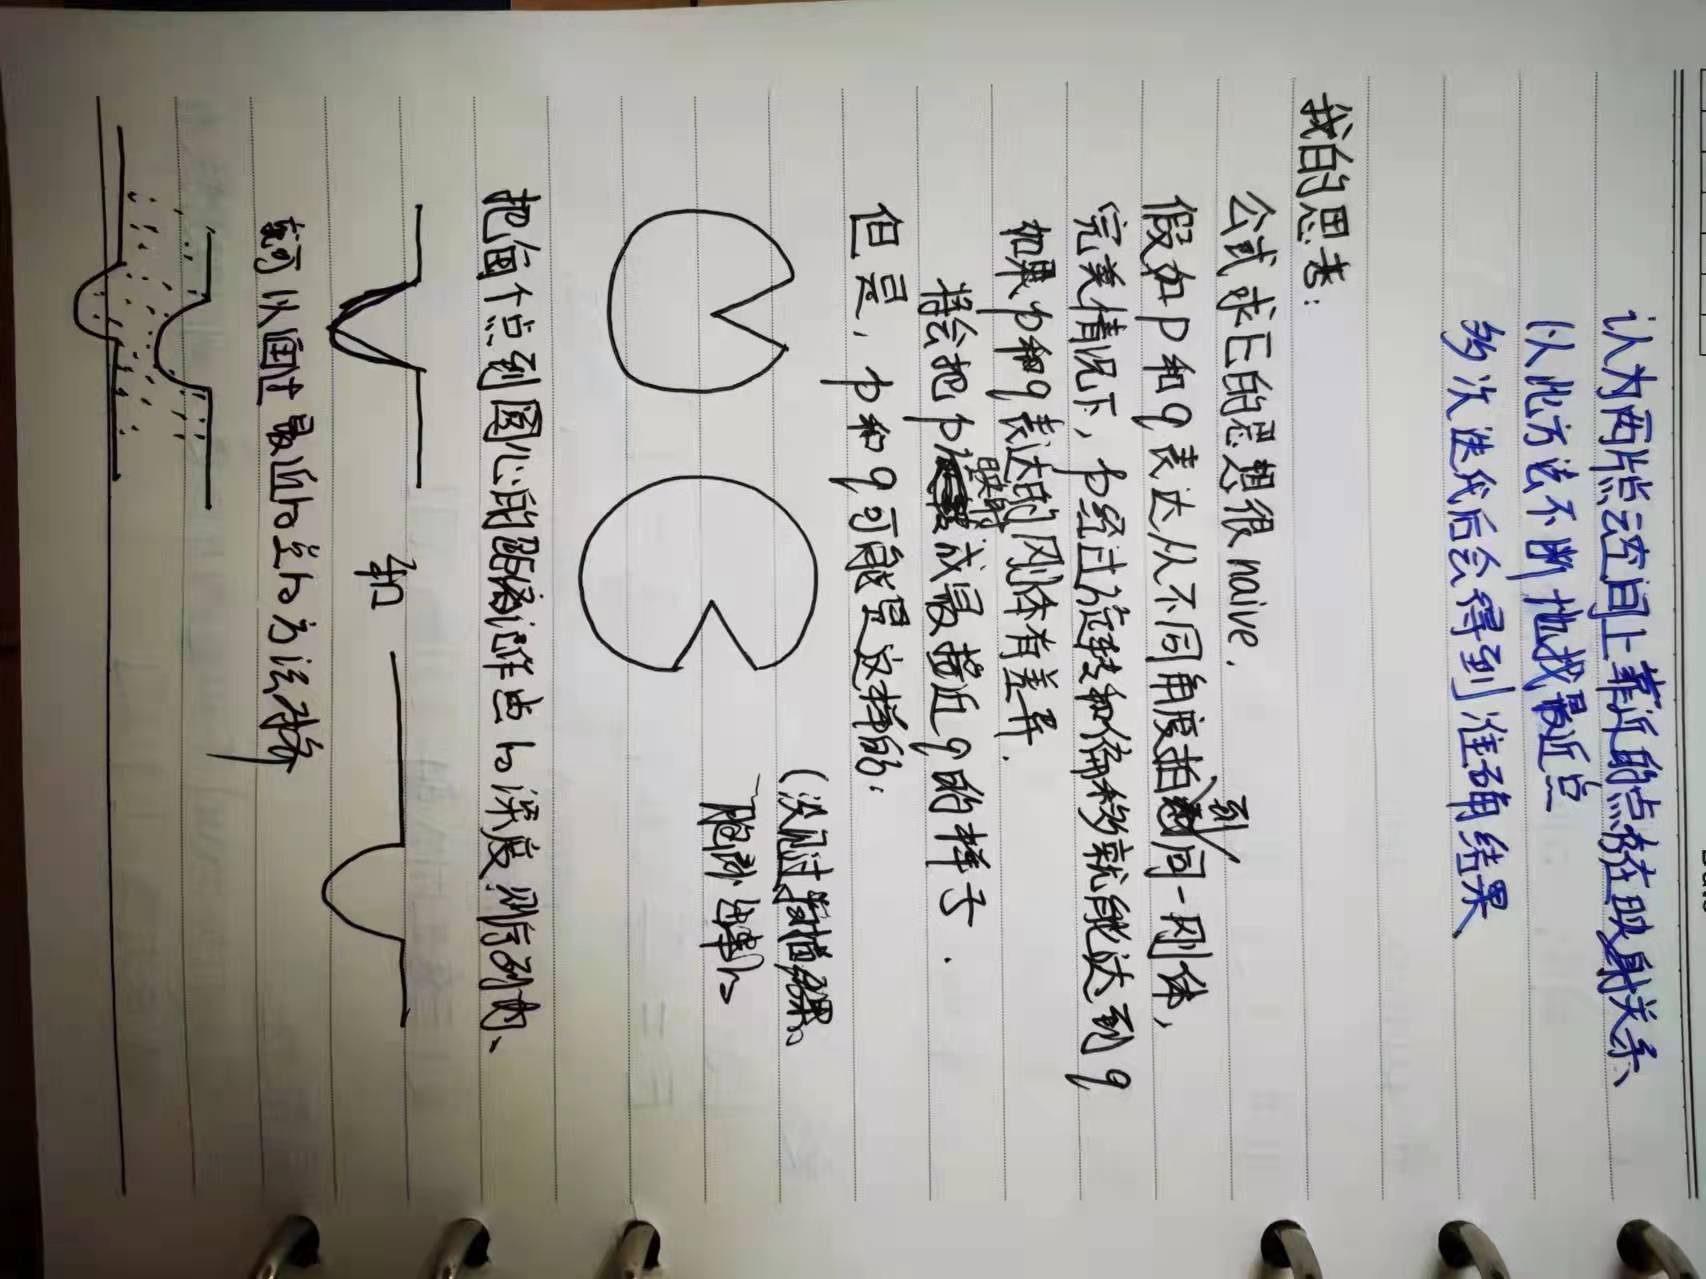 认为两片点云空间上靠近的点存在映射关系、
以此方法不断地找最近点
多次迭代后会得到准确结果、
我的思考:
公式求E的思想很naive.
假如p和q表达从不同角度拍到同一刚体,
完美情况下,p经过旋转和偏移就能达到q
如果p和q表达的刚体有差异.
将会把p映射成最接近q的样子.
但是,p和q可能是这样的:
(没见过扫描结果、
脑补出来的
把每个点到圆心的距离记作点的深度则序列为、
和
就可以通过最近的点的方法对齐